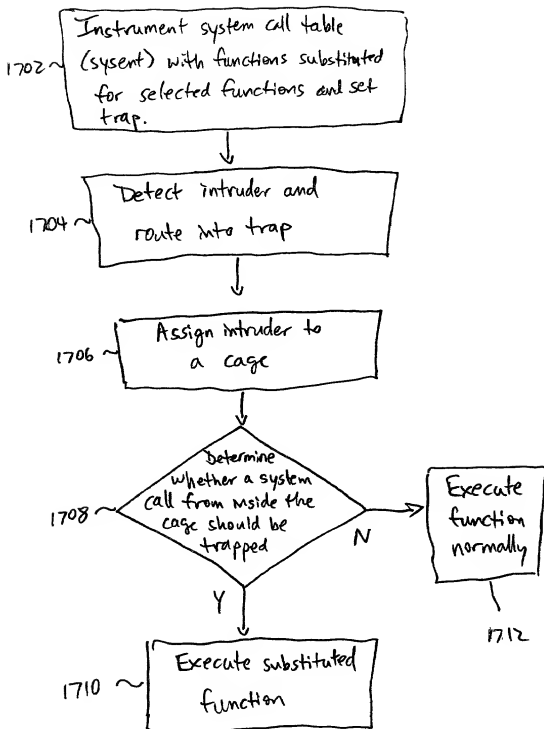 Instrument system call table
1702
(sysent) with functions substituted
for selected functions and set
trap.
Detect intruder and
1704
route into trap
Assign intruder to
1706
a cage
Determine
whether a system
call from inside the
1708
cage should be
trapped
N
Execute
function
normally
Y
1712
Execute substituted
1710
function